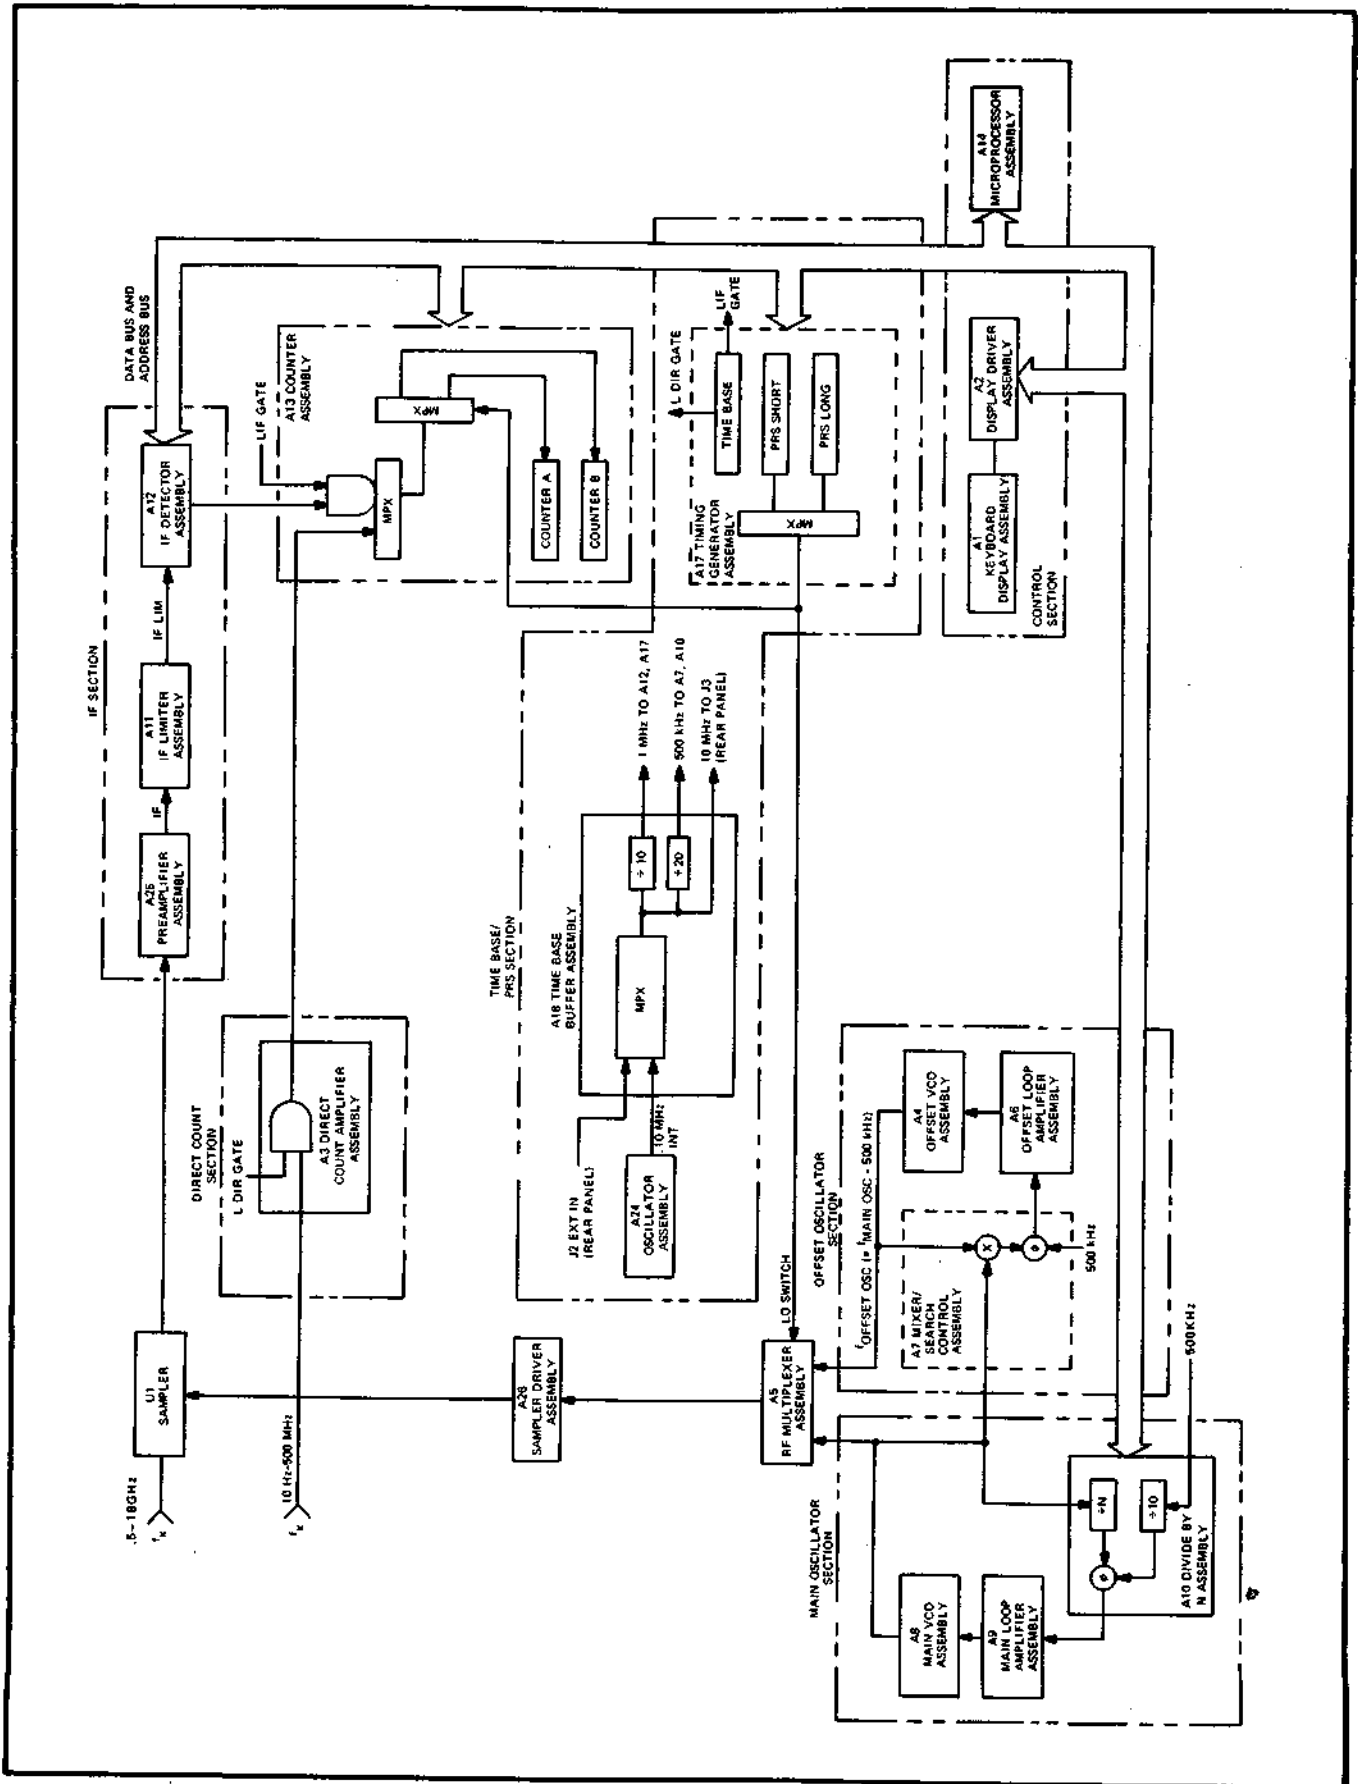 .5–18GHz
fx
U1
SAMPLER
10 Hz-500 MHz
fx
DIRECT COUNT
SECTION
L DIR GATE
A3 DIRECT
COUNT AMPLIFIER
ASSEMBLY
IF SECTION
A25
PREAMPLIFIER
ASSEMBLY
IF
A11
IF LIMITER
ASSEMBLY
IF LIM
A12
IF DETECTOR
ASSEMBLY
DATA BUS AND
ADDRESS BUS
LIF GATE
A13 COUNTER
ASSEMBLY
MPX
MPX
COUNTER A
COUNTER B
A26
SAMPLER DRIVER
ASSEMBLY
TIME BASE/
PRS SECTION
A18 TIME BASE
BUFFER ASSEMBLY
J2 EXT IN
(REAR PANEL)
A24
OSCILLATOR
ASSEMBLY
10 MHz
INT
MPX
÷ 10
÷20
1 MHz TO A12, A17
500 kHz TO A7, A10
10 MHz TO J3
(REAR PANEL)
L DIR GATE
LIF
GATE
A17 TIMING
GENERATOR
ASSEMBLY
TIME BASE
PRS SHORT
PRS LONG
MPX
A5
RF MULTIPLEXER
ASSEMBLY
LO SWITCH
MAIN OSCILLATOR
SECTION
A8
MAIN VCO
ASSEMBLY
A9
MAIN LOOP
AMPLIFIER
ASSEMBLY
ϕ
÷N
÷10
A10 DIVIDE BY
N ASSEMBLY
500KHz
OFFSET OSCILLATOR
SECTION
fOFFSET OSC (= fMAIN OSC - 500 kHz)
A7 MIXER/
SEARCH
CONTROL
ASSEMBLY
X
ϕ
500 kHz
A4
OFFSET VCO
ASSEMBLY
A6
OFFSET LOOP
AMPLIFIER
ASSEMBLY
A1
KEYBOARD
DISPLAY ASSEMBLY
A2
DISPLAY DRIVER
ASSEMBLY
CONTROL
SECTION
A14
MICROPROCESSOR
ASSEMBLY